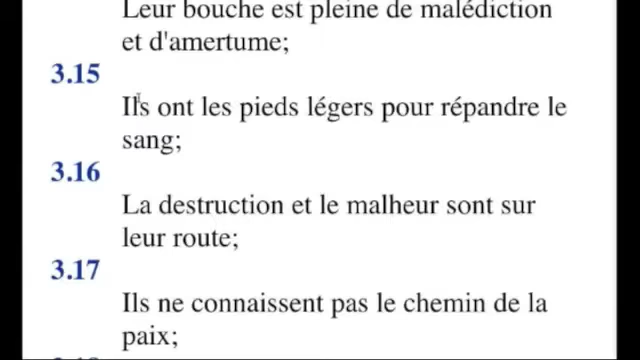 Leur bouche est pleine de malédiction
et d'amertume;
3.15
Ils ont les pieds légers pour répandre le
sang;
3.16
La destruction et le malheur sont sur
leur route;
3.17
Ils ne connaissent pas le chemin de la
paix;